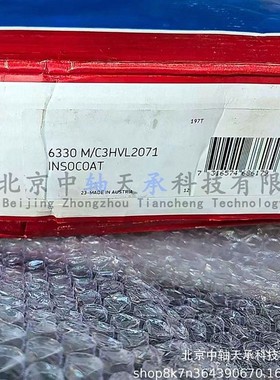 197T
6330 M/C3HVL2071
INSOCOAT
北京中轴天承科技有限
Beijing Zhongzhou Tiancheng Technology
23-MADE IN AUSTRIA
12
北京中轴天承科技
shop8k7n364390670.16